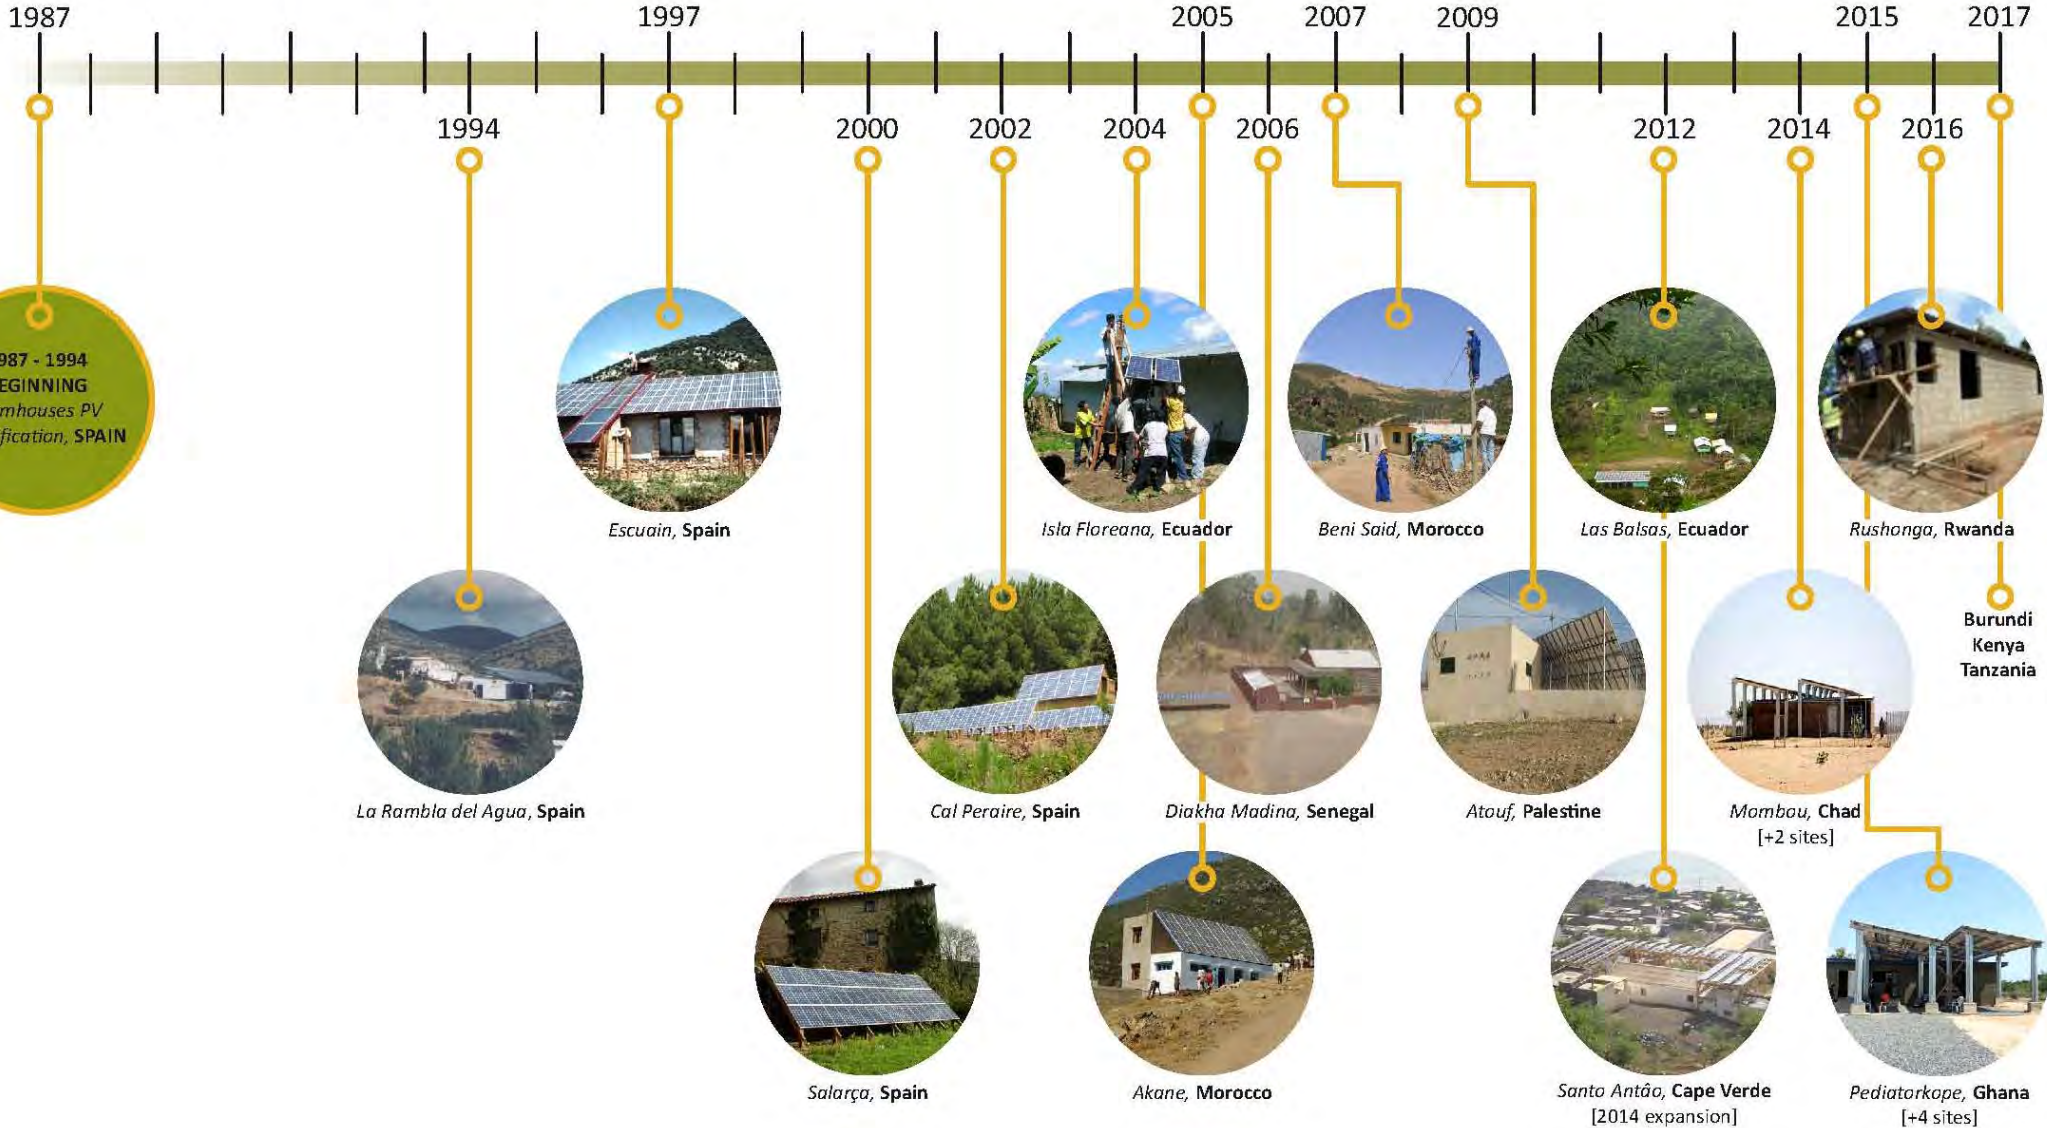 1987
1997
2005
2007
2009
2015
2017
1994
2000
2002
2004
2006
2012
2014
2016
987 - 1994
EGINNING
mhouses PV
fication, SPAIN
Escuain, Spain
Isla Floreana, Ecuador
Beni Said, Morocco
Las Balsas, Ecuador
Rushonga, Rwanda
Burundi
Kenya
Tanzania
La Rambla del Agua, Spain
Cal Peraire, Spain
Diakha Madina, Senegal
Atouf, Palestine
Mombou, Chad
[+2 sites]
Salarça, Spain
Akane, Morocco
Santo Antâo, Cape Verde
[2014 expansion]
Pediatorkope, Ghana
[+4 sites]